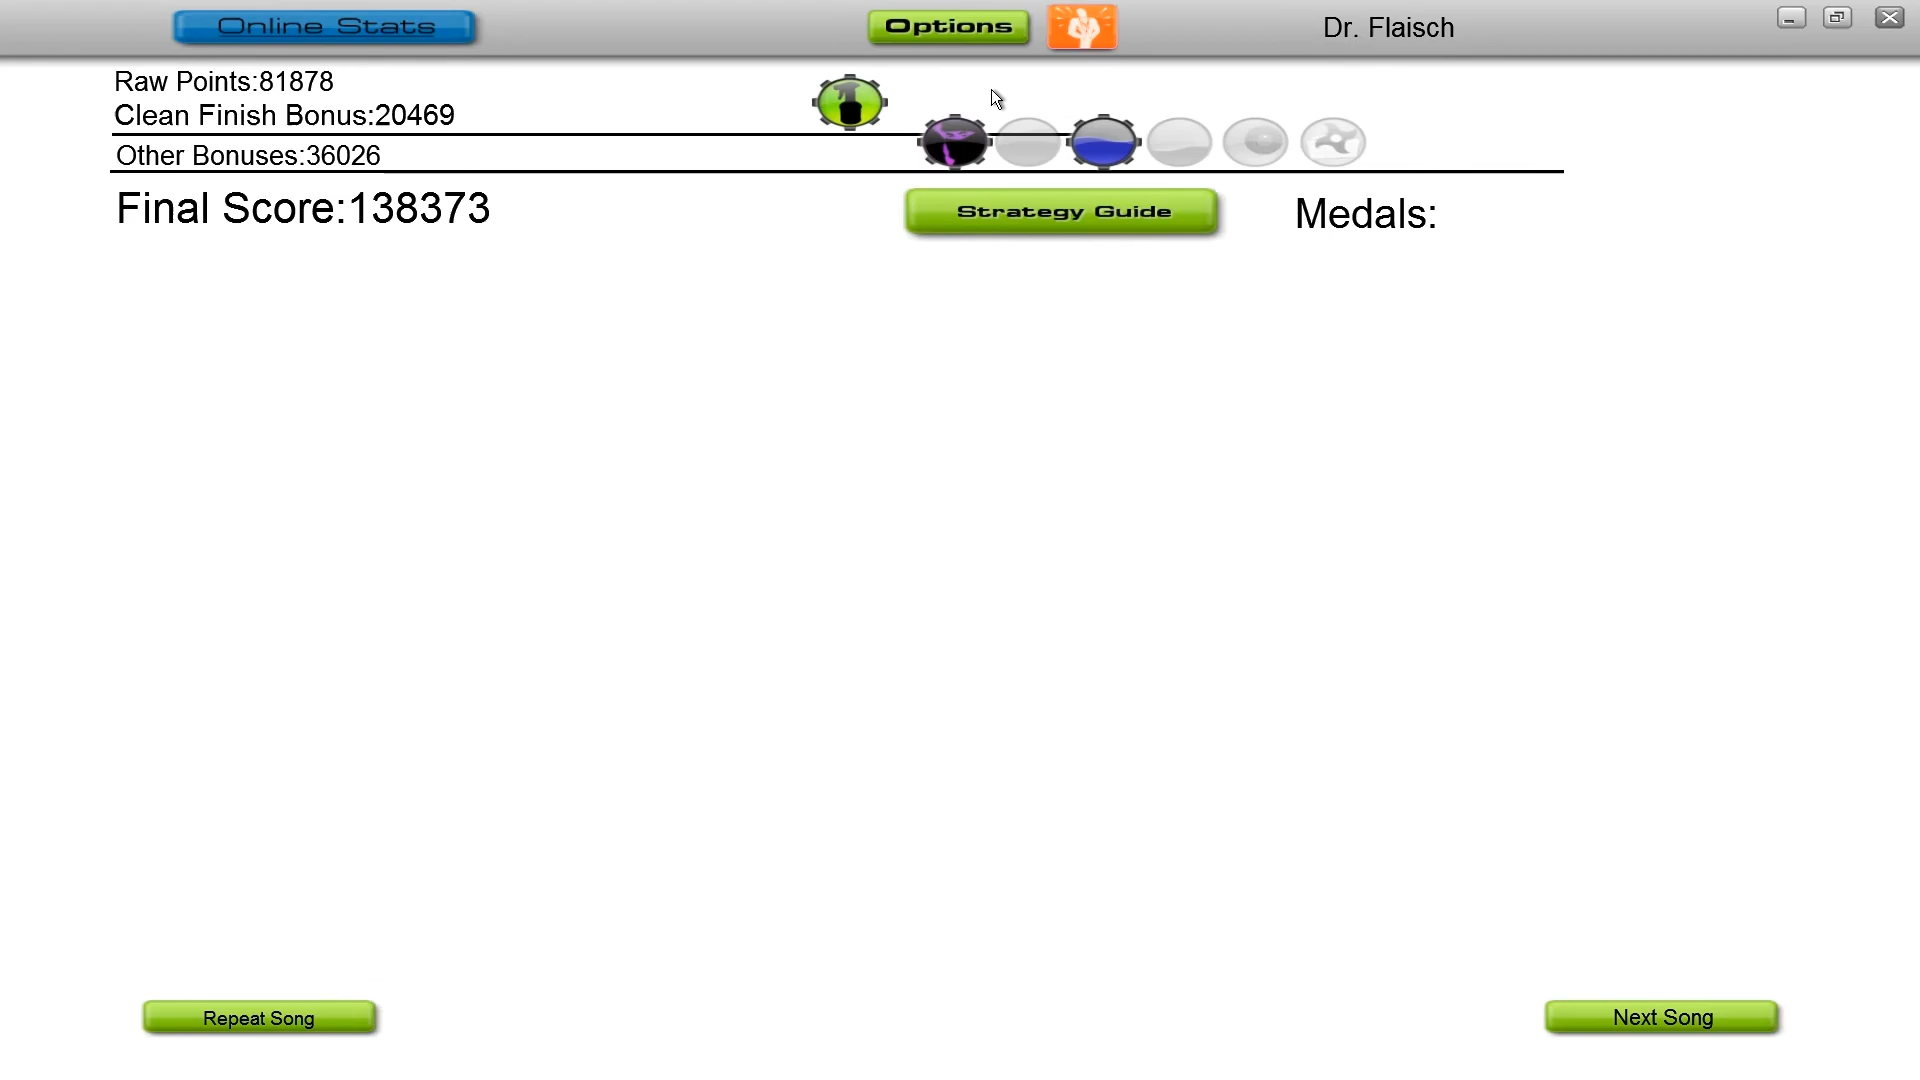 Online Stats
Options
Dr. Flaisch
Raw Points:81878
Clean Finish Bonus:20469
Other Bonuses:36026
Final Score:138373
Strategy Guide
Medals:
Repeat Song
Next Song